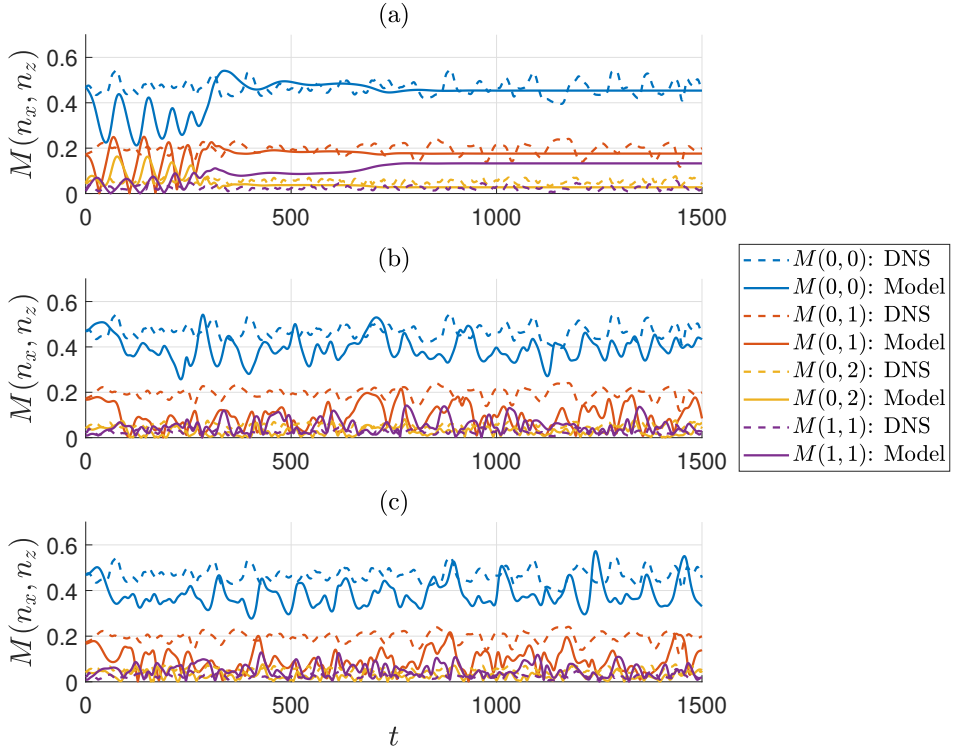 (a)
M(n_x, n_z)
0.6
0.4
0.2
0
0 500 1000 1500
(b)
M(n_x, n_z)
0.6
0.4
0.2
0
0 500 1000 1500
M(0,0): DNS
M(0,0): Model
M(0,1): DNS
M(0,1): Model
M(0,2): DNS
M(0,2): Model
M(1,1): DNS
M(1,1): Model
(c)
M(n_x, n_z)
0.6
0.4
0.2
0
0 500 1000 1500
t